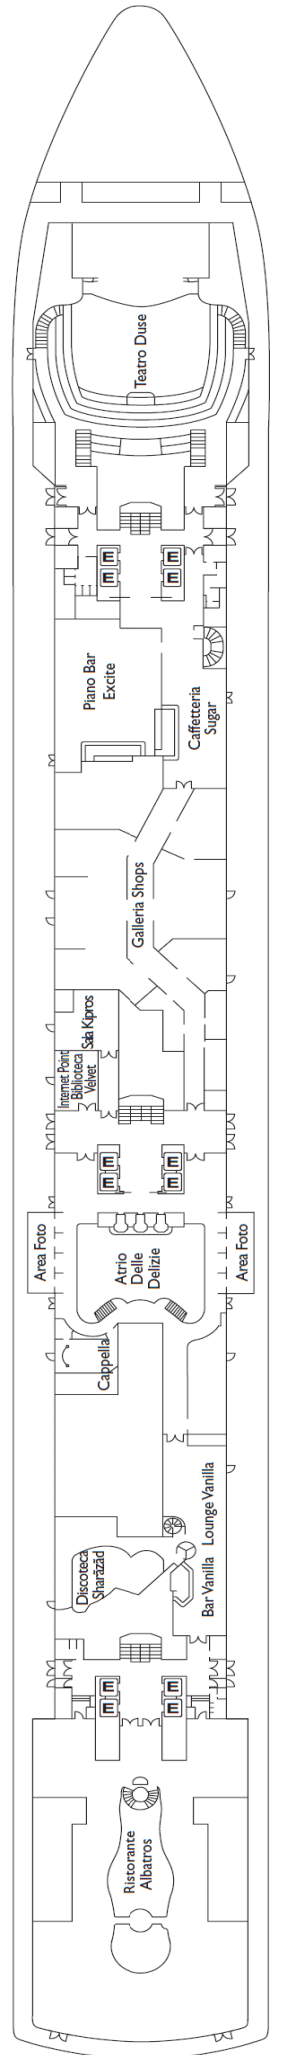 Teatro Duse
Piano Bar
Excite
Caffetteria
Sugar
Galleria Shops
Sala Kipros
Internet Point
Biblioteca
Velvet
Area Foto
Atrio
Delle
Delizie
Area Foto
Cappella
Lounge Vanilla
Discoteca
Sharāzād
Bar Vanilla
Ristorante
Albatros